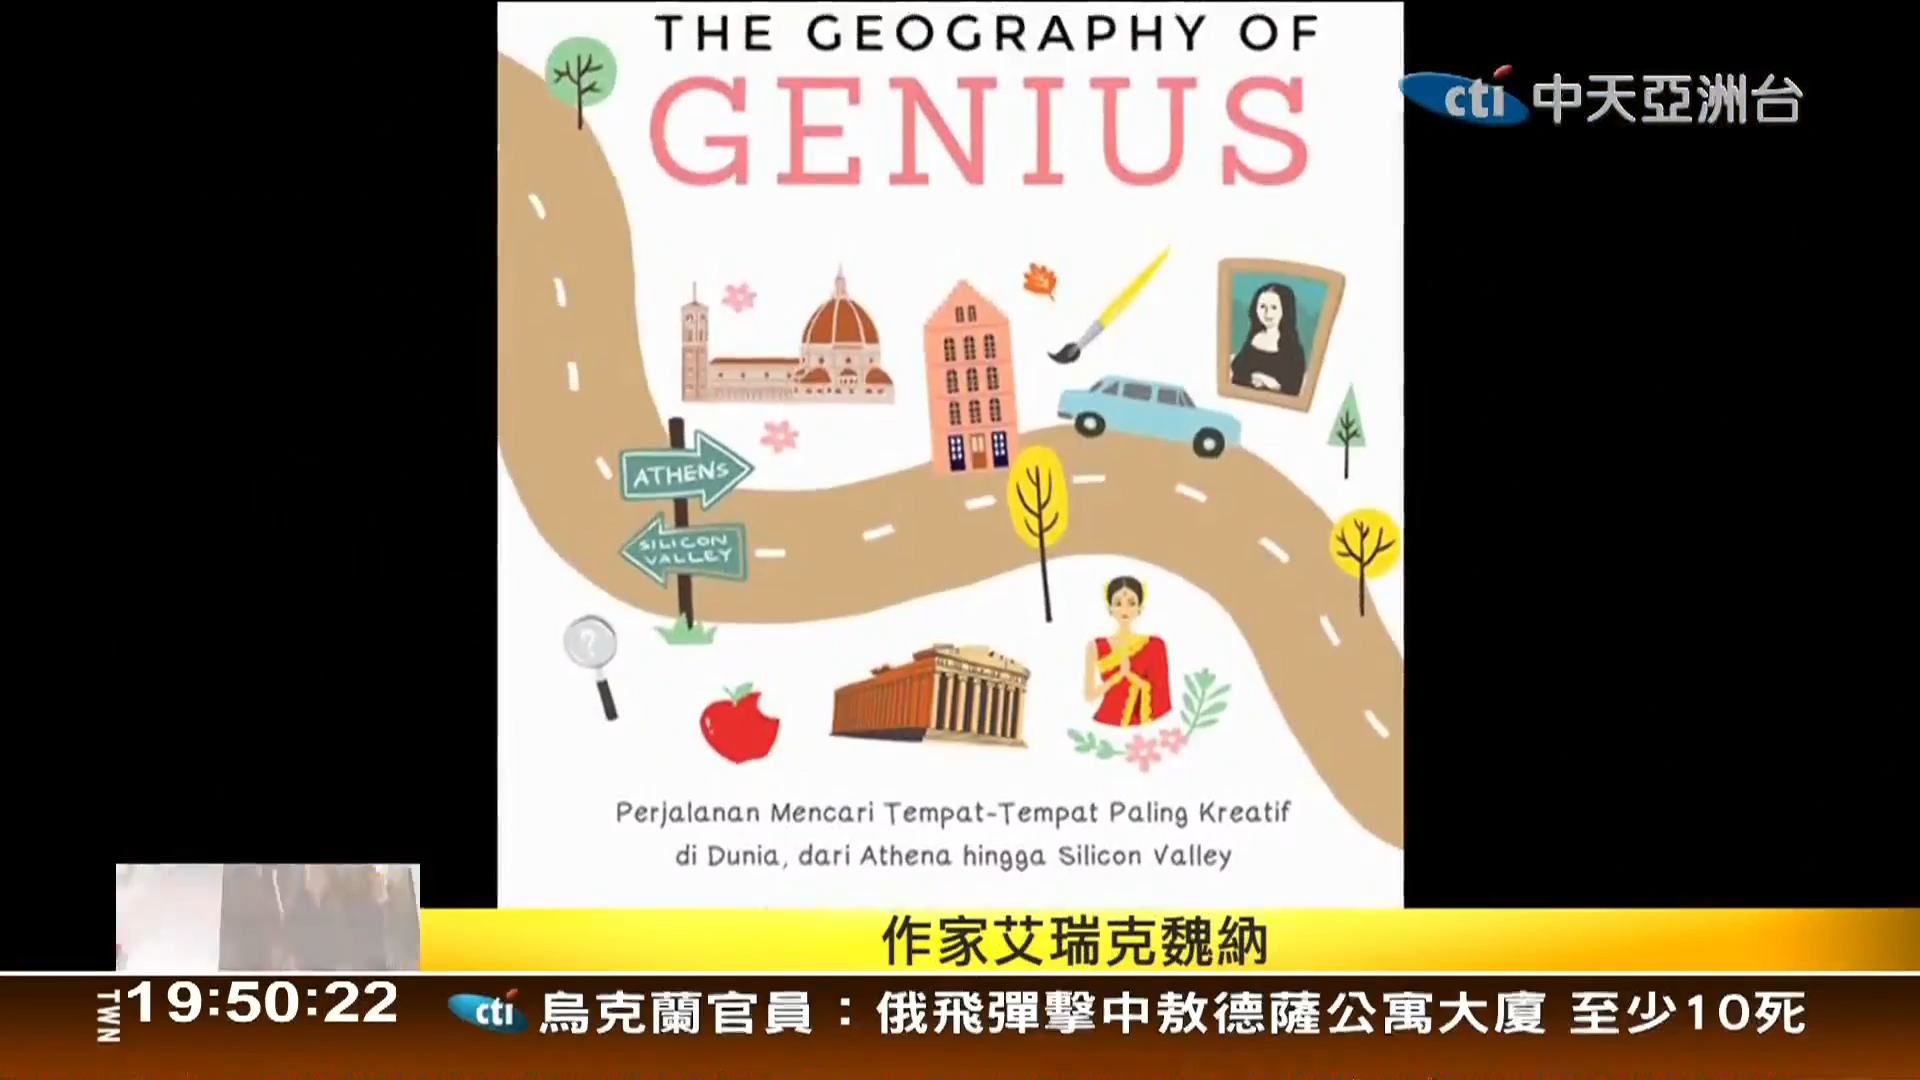 THE GEOGRAPHY OF
GENIUS
cti 中天亞洲台
ATHENS
SILICON
VALLEY
?
Perjalanan Mencari Tempat-Tempat Paling Kreatif
di Dunia, dari Athena hingga Silicon Valley
作家艾瑞克魏納
TWN 19:50:22
cti 烏克蘭官員：俄飛彈擊中敖德薩公寓大廈 至少10死